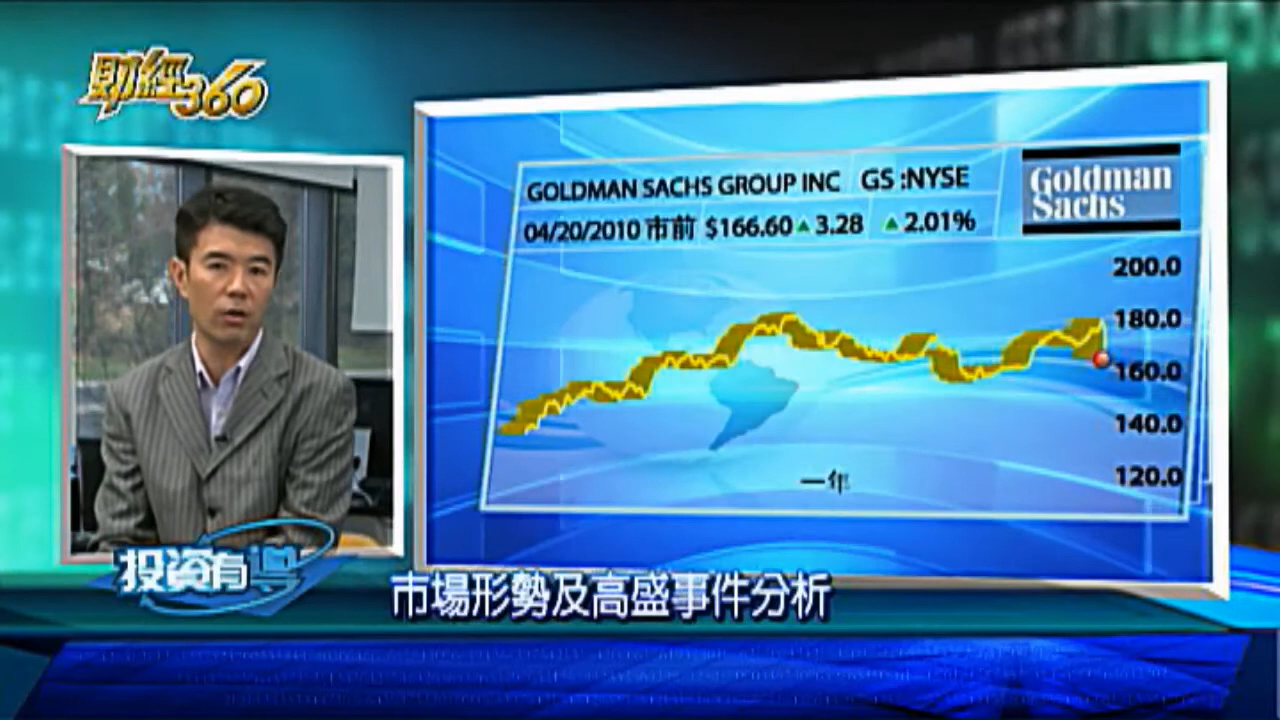 財經360
GOLDMAN SACHS GROUP INC GS :NYSE
04/20/2010 市前 $166.60▲3.28 ▲2.01%
Goldman
Sachs
200.0
180.0
160.0
140.0
120.0
一年
投資有導
市場形勢及高盛事件分析